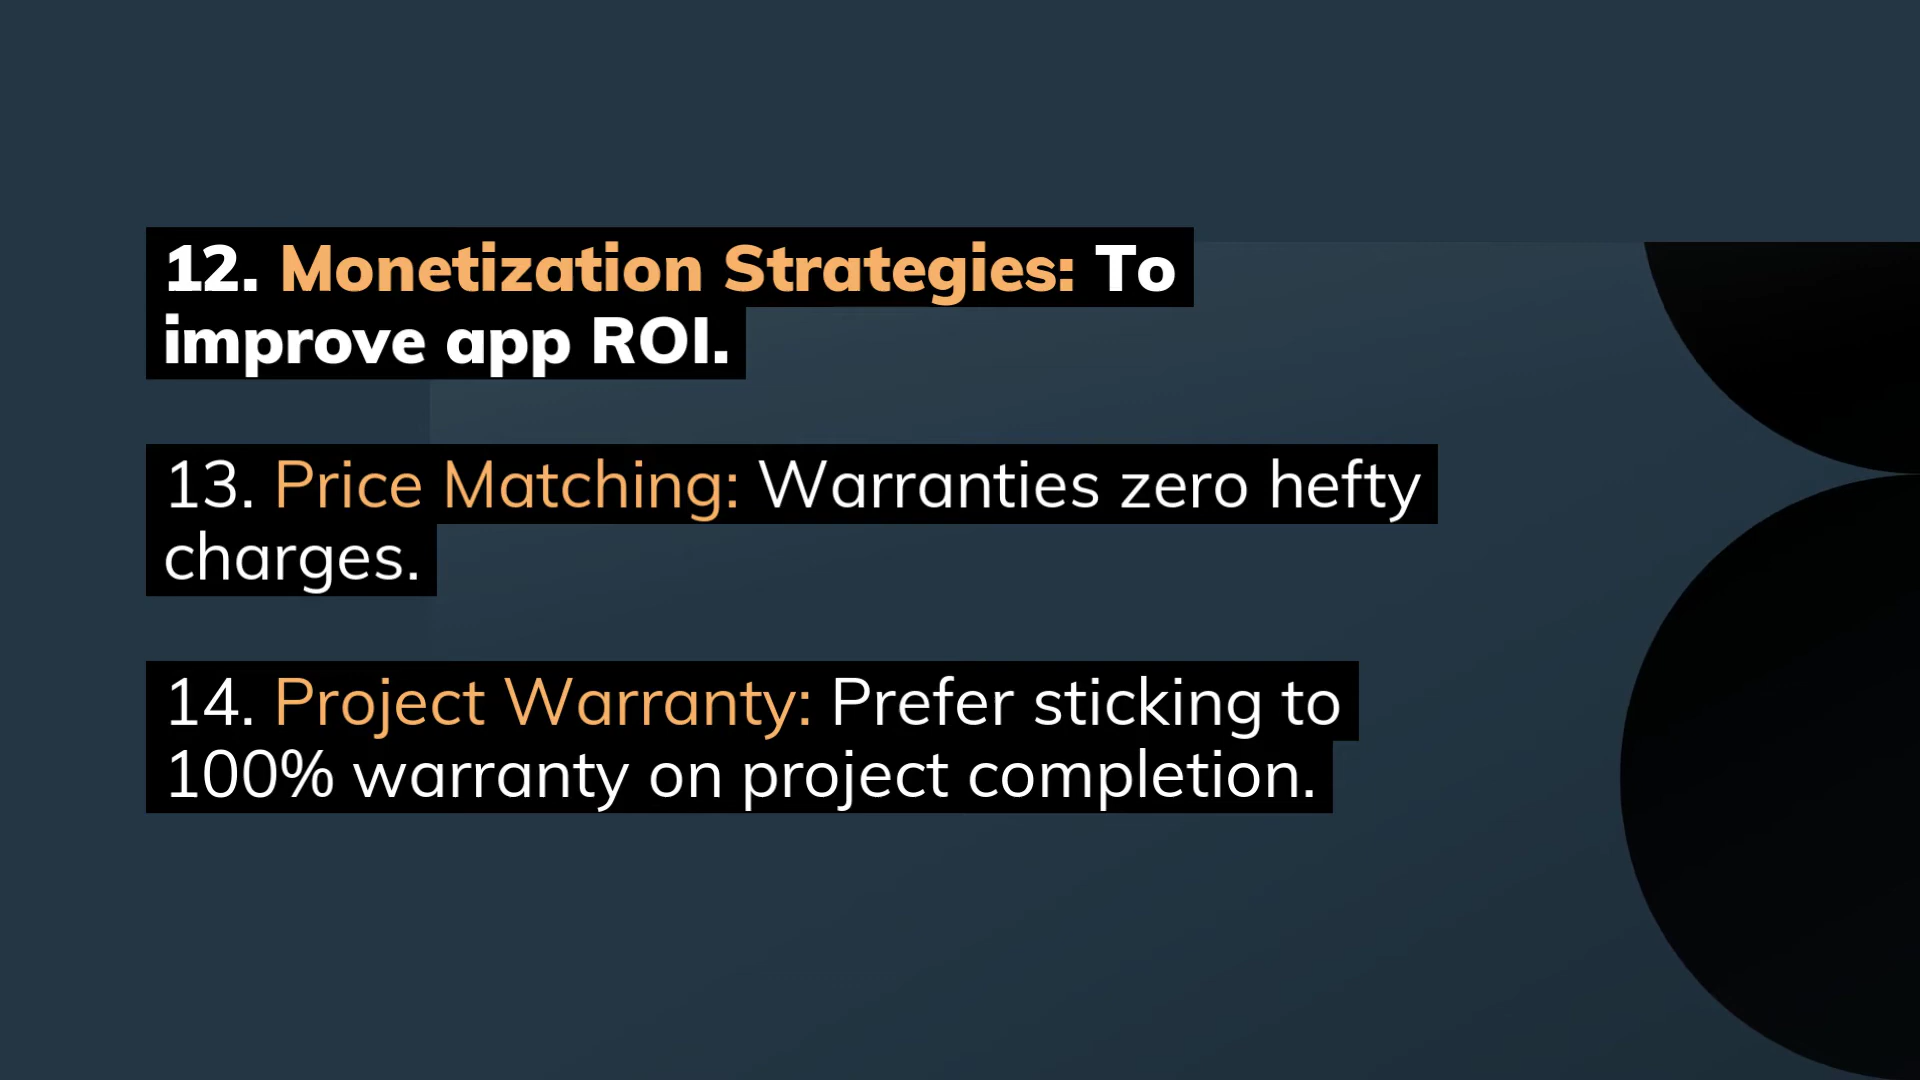 12. Monetization Strategies: To
improve app ROI.
13. Price Matching: Warranties zero hefty
charges.
14. Project Warranty: Prefer sticking to
100% warranty on project completion.